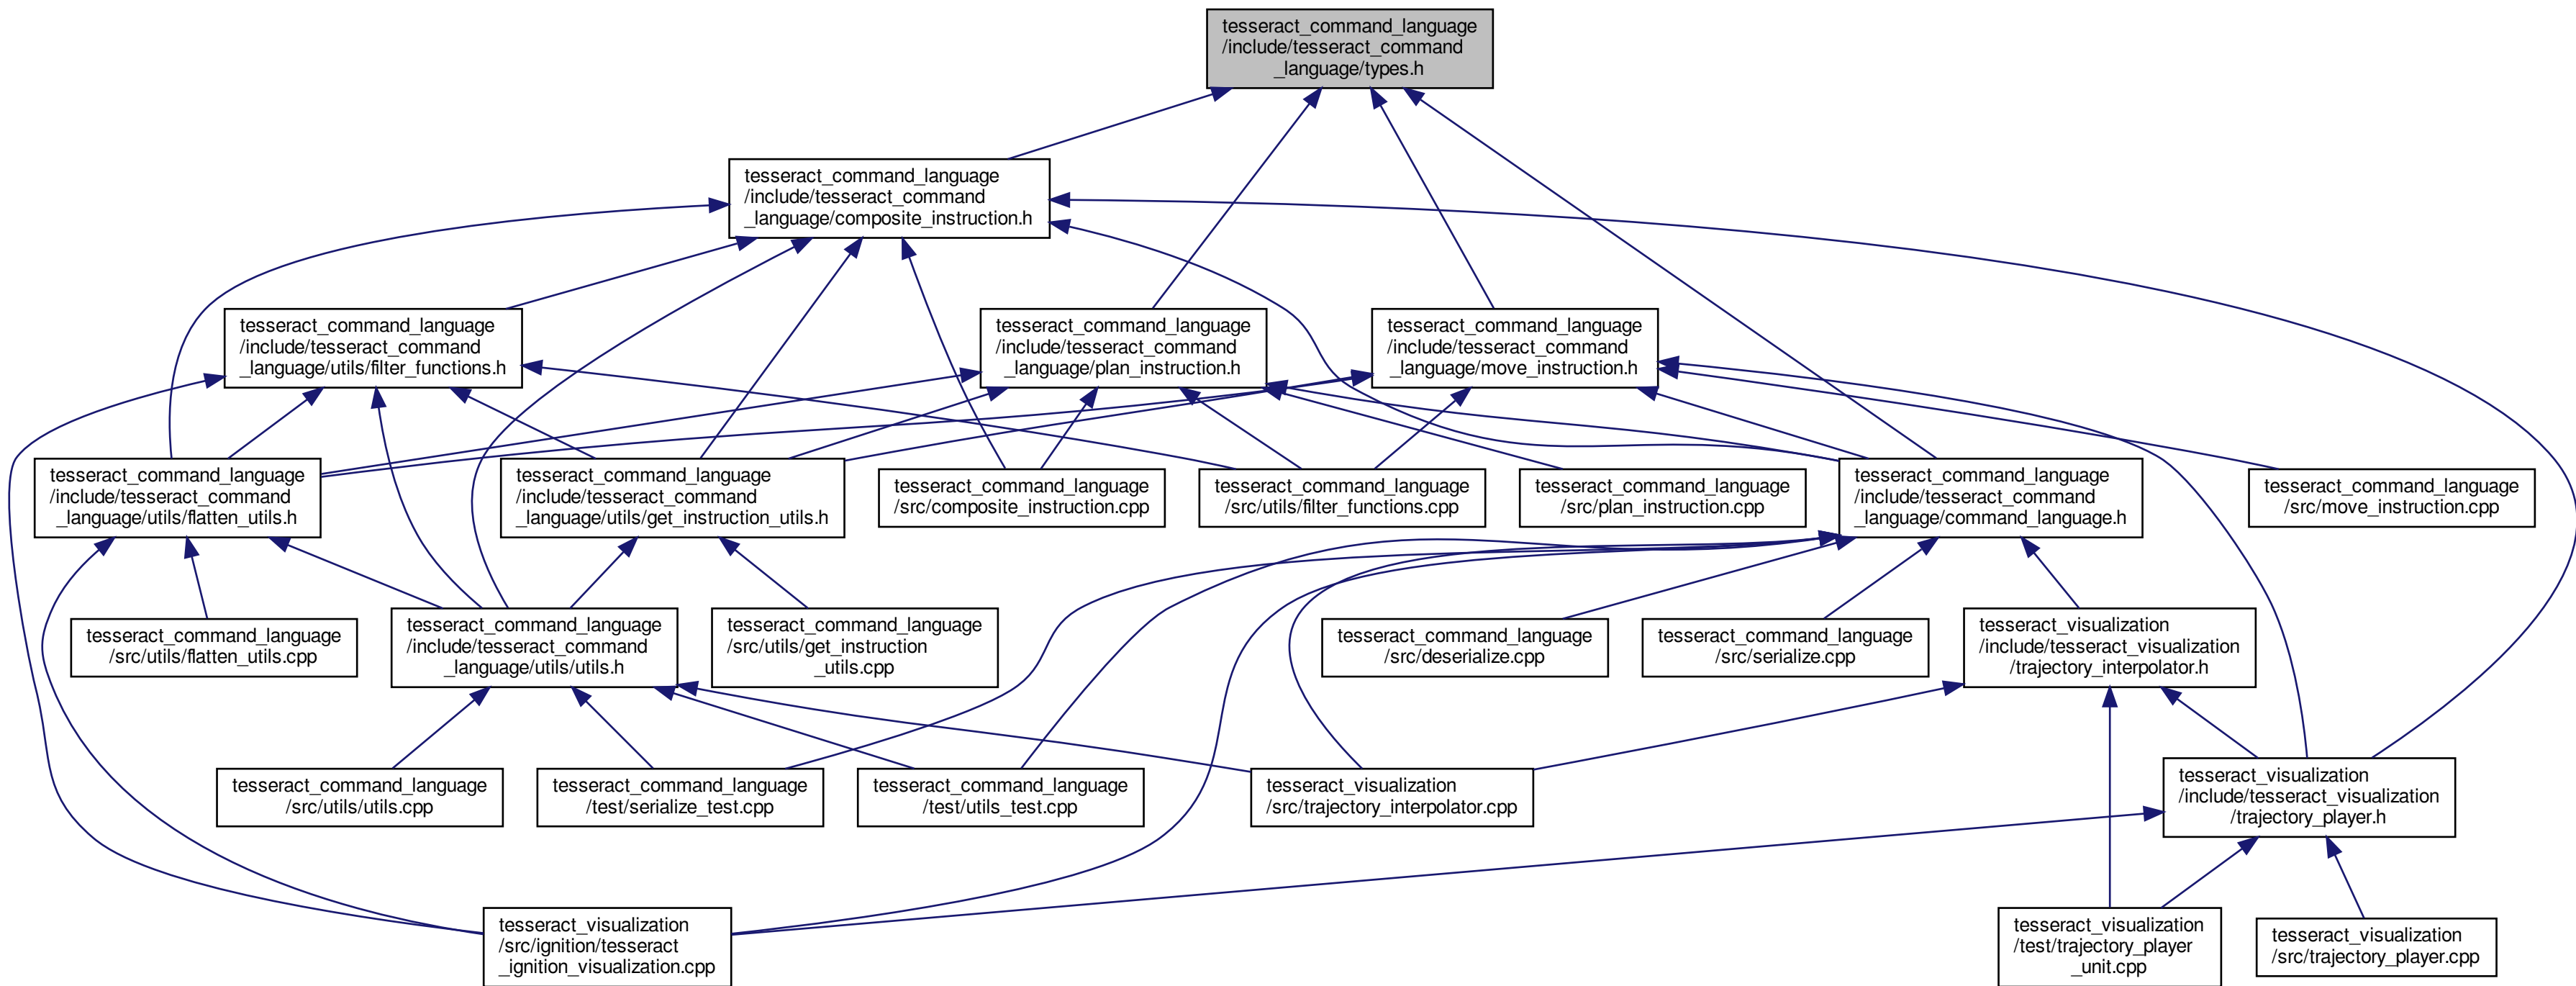 tesseract_command_language
/include/tesseract_command
_language/types.h
tesseract_command_language
/include/tesseract_command
_language/composite_instruction.h
tesseract_command_language
/include/tesseract_command
_language/utils/filter_functions.h
tesseract_command_language
/include/tesseract_command
_language/plan_instruction.h
tesseract_command_language
/include/tesseract_command
_language/move_instruction.h
tesseract_command_language
/include/tesseract_command
_language/utils/flatten_utils.h
tesseract_command_language
/include/tesseract_command
_language/utils/get_instruction_utils.h
tesseract_command_language
/src/composite_instruction.cpp
tesseract_command_language
/src/utils/filter_functions.cpp
tesseract_command_language
/src/plan_instruction.cpp
tesseract_command_language
/include/tesseract_command
_language/command_language.h
tesseract_command_language
/src/move_instruction.cpp
tesseract_command_language
/src/utils/flatten_utils.cpp
tesseract_command_language
/include/tesseract_command
_language/utils/utils.h
tesseract_command_language
/src/utils/get_instruction
_utils.cpp
tesseract_command_language
/src/deserialize.cpp
tesseract_command_language
/src/serialize.cpp
tesseract_visualization
/include/tesseract_visualization
/trajectory_interpolator.h
tesseract_command_language
/src/utils/utils.cpp
tesseract_command_language
/test/serialize_test.cpp
tesseract_command_language
/test/utils_test.cpp
tesseract_visualization
/src/trajectory_interpolator.cpp
tesseract_visualization
/include/tesseract_visualization
/trajectory_player.h
tesseract_visualization
/src/ignition/tesseract
_ignition_visualization.cpp
tesseract_visualization
/test/trajectory_player
_unit.cpp
tesseract_visualization
/src/trajectory_player.cpp